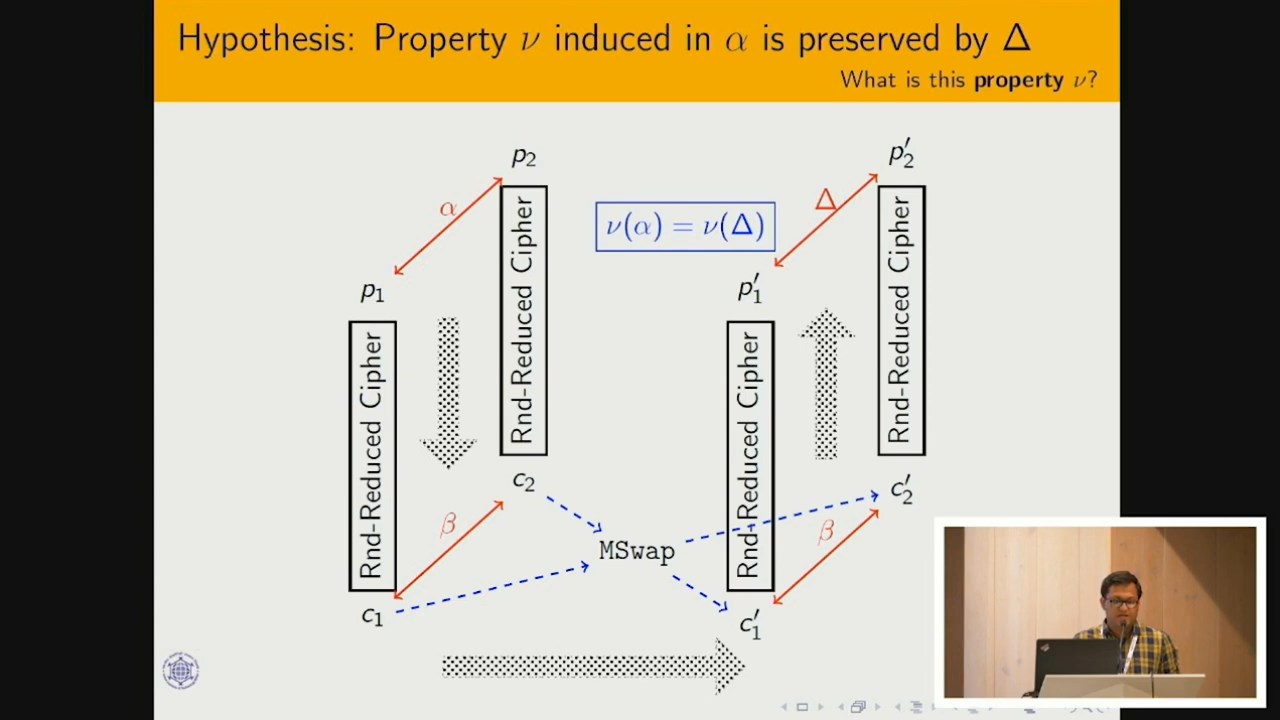 Hypothesis: Property ν induced in α is preserved by Δ
What is this property ν?
p₂
p′₂
α
ν(α) = ν(Δ)
Δ
p₁
p′₁
Rnd-Reduced Cipher
Rnd-Reduced Cipher
Rnd-Reduced Cipher
Rnd-Reduced Cipher
c₂
c′₂
β
β
MSwap
c₁
c′₁